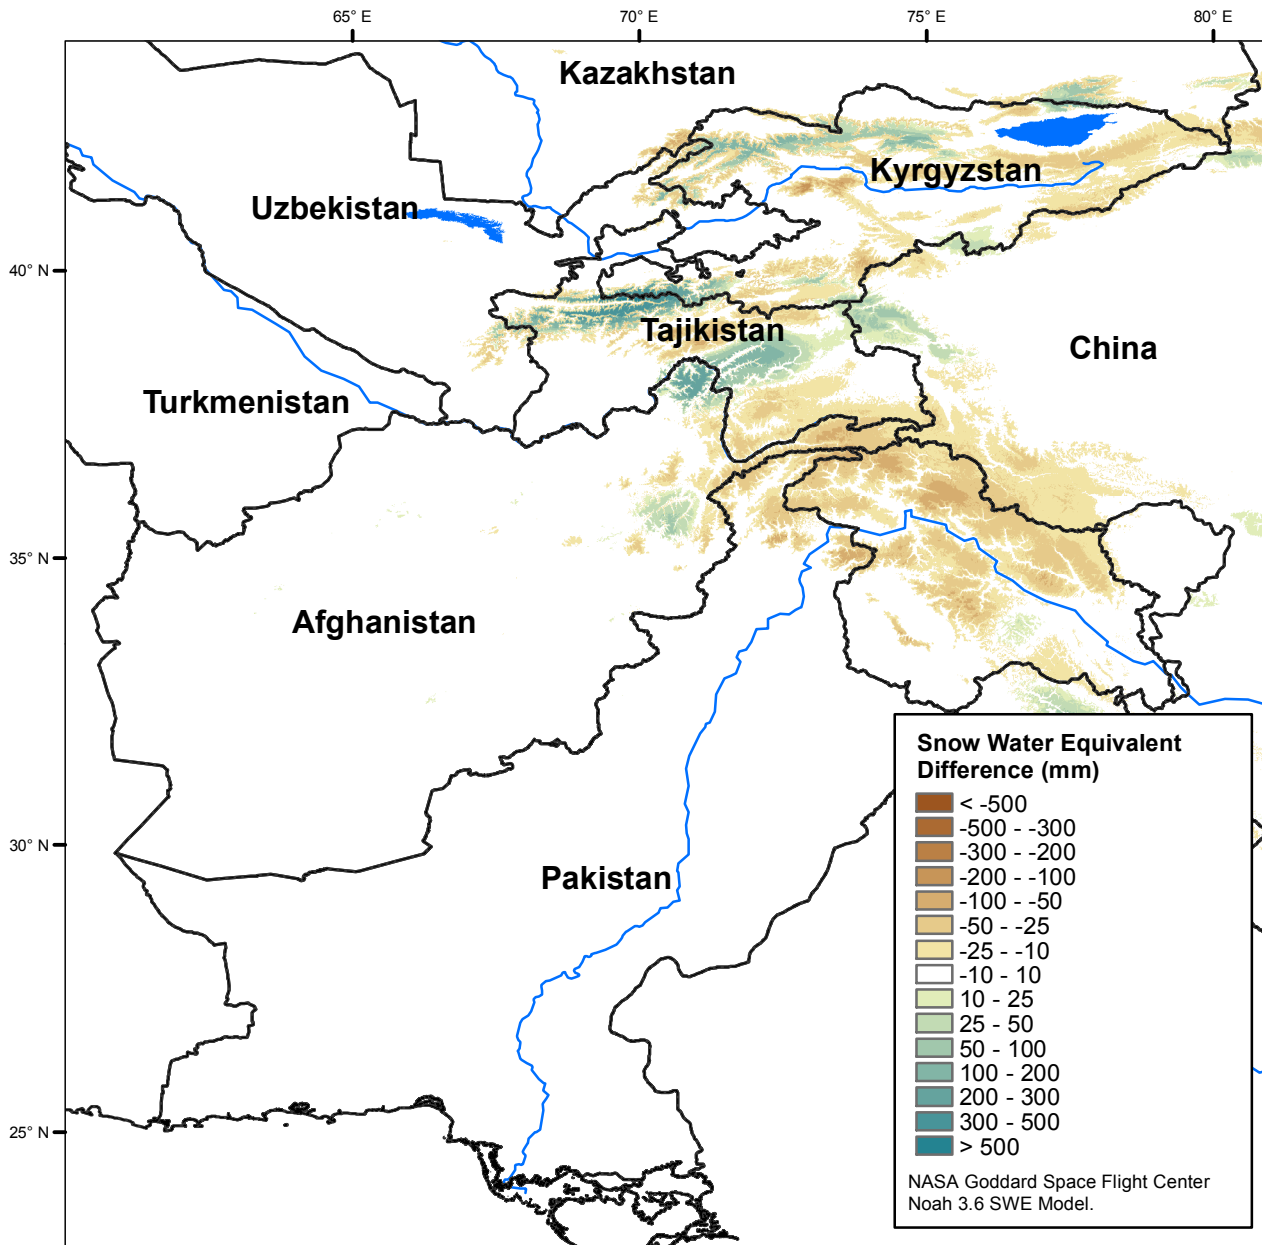 65° E
70° E
75° E
80° E
Kazakhstan
Kyrgyzstan
Uzbekistan
40° N
Tajikistan
China
Turkmenistan
35° N
Afghanistan
30° N
Pakistan
25° N
Snow Water Equivalent
Difference (mm)
< -500
-500 - -300
-300 - -200
-200 - -100
-100 - -50
-50 - -25
-25 - -10
-10 - 10
10 - 25
25 - 50
50 - 100
100 - 200
200 - 300
300 - 500
> 500
NASA Goddard Space Flight Center
Noah 3.6 SWE Model.